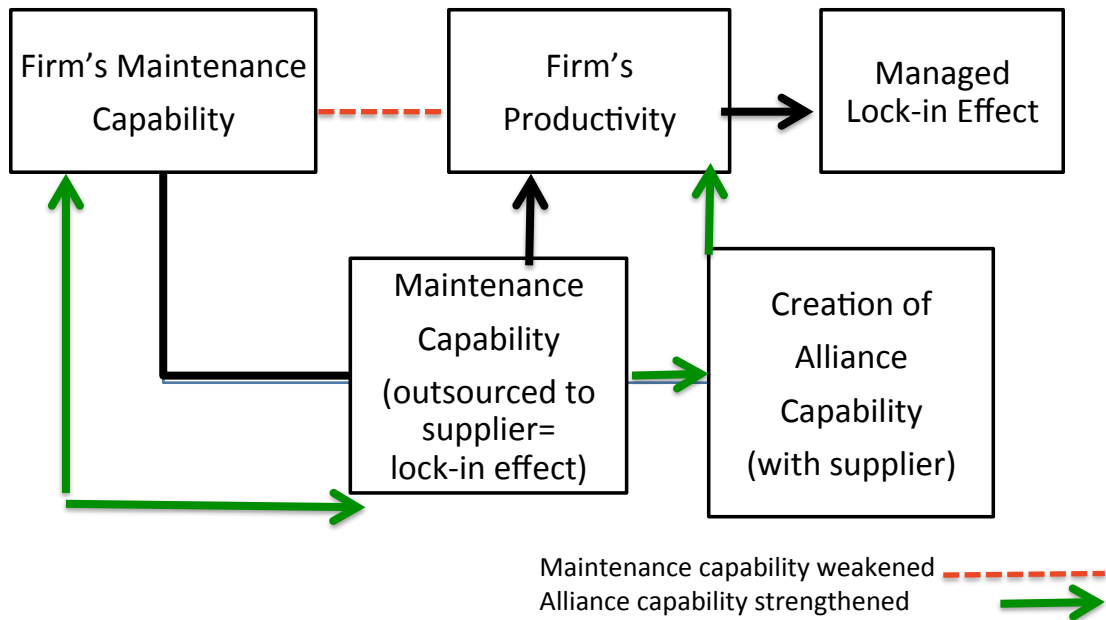 Firm's Maintenance
Capability
Firm's
Productivity
Managed
Lock-in Effect
Maintenance
Capability
(outsourced to
supplier=
lock-in effect)
Creation of
Alliance
Capability
(with supplier)
Maintenance capability weakened
Alliance capability strengthened